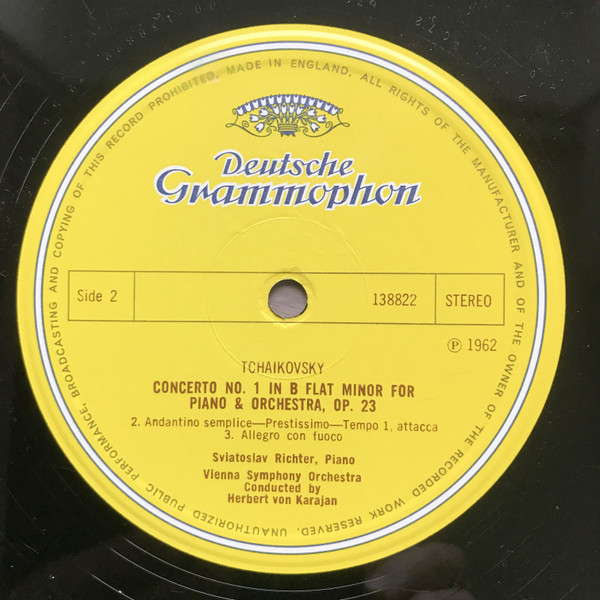 UNAUTHORIZED PUBLIC PERFORMANCE, BROADCASTING AND COPYING OF THIS RECORD PROHIBITED. MADE IN ENGLAND. ALL RIGHTS OF THE MANUFACTURER AND OF THE OWNER OF THE RECORDED WORK RESERVED.
Deutsche
Grammophon
Side 2 138822 STEREO
℗ 1962
TCHAIKOVSKY
CONCERTO NO. 1 IN B FLAT MINOR FOR
PIANO & ORCHESTRA, OP. 23
2. Andantino semplice—Prestissimo—Tempo 1, attacca
3. Allegro con fuoco
Sviatoslav Richter, Piano
Vienna Symphony Orchestra
Conducted by
Herbert von Karajan